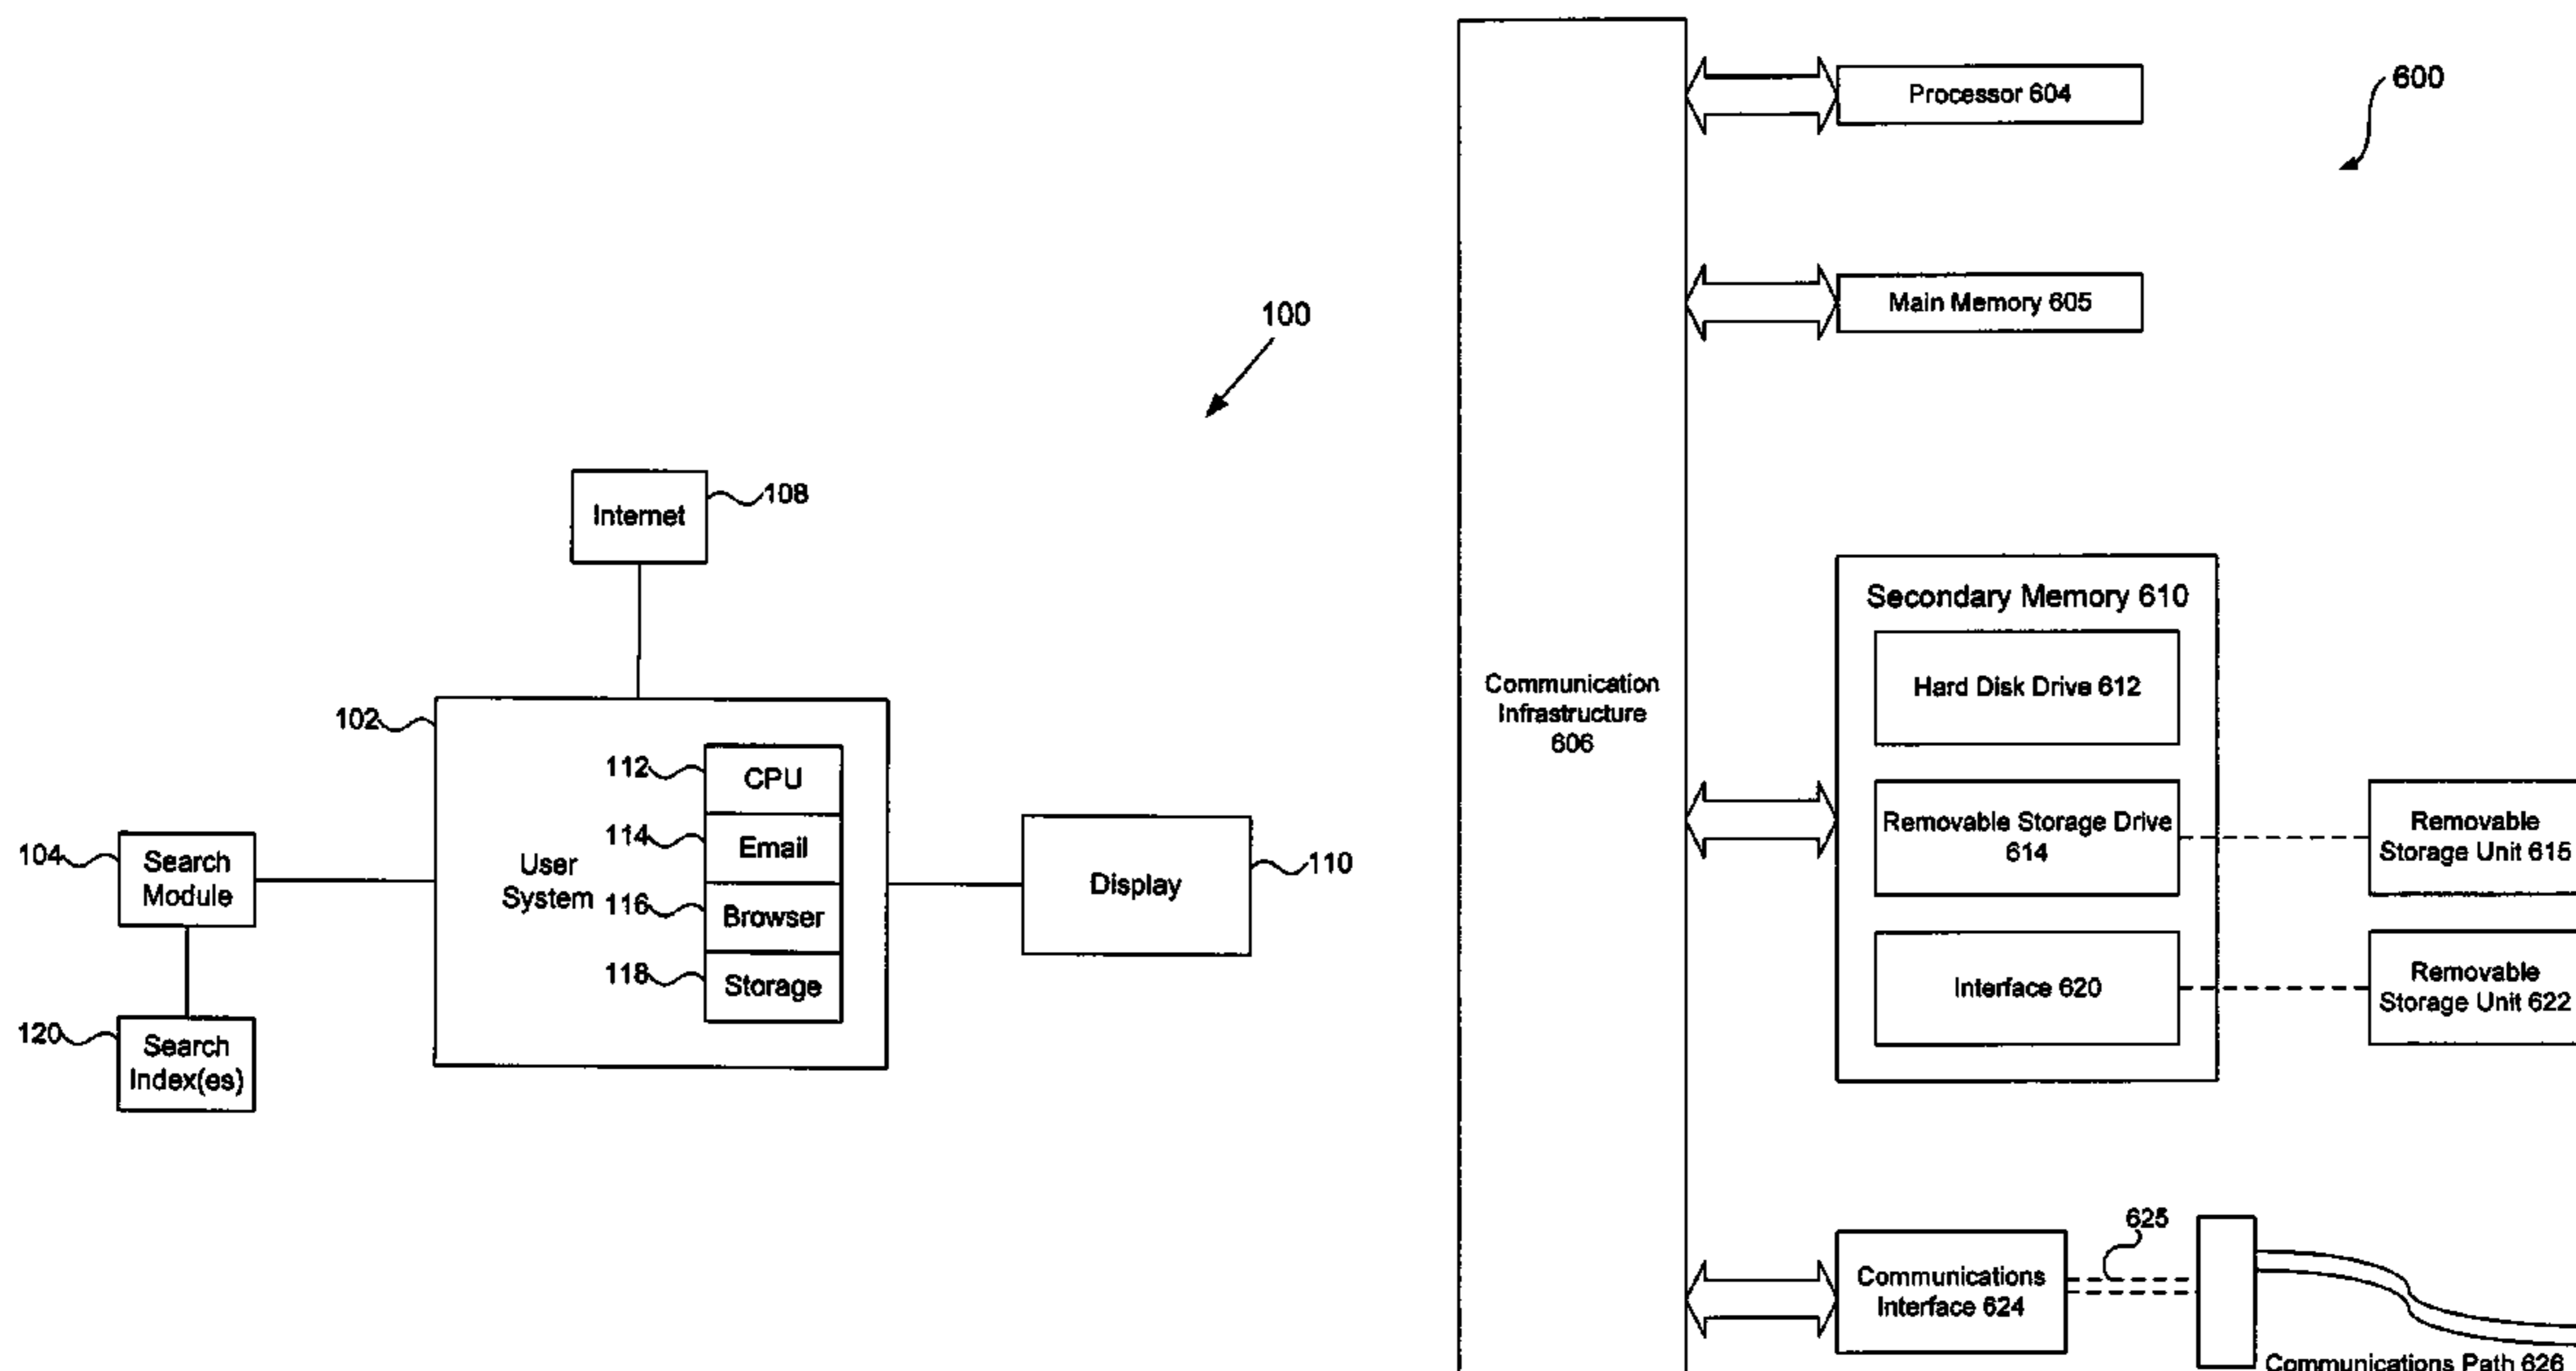 100
Internet
108
102
User
System
112
CPU
114
Email
116
Browser
118
Storage
104
Search
Module
120
Search
Index(es)
Display
110
600
Communication
Infrastructure
606
Processor 604
Main Memory 605
Secondary Memory 610
Hard Disk Drive 612
Removable Storage Drive
614
Interface 620
Removable
Storage Unit 615
Removable
Storage Unit 622
Communications
Interface 624
625
Communications Path 626